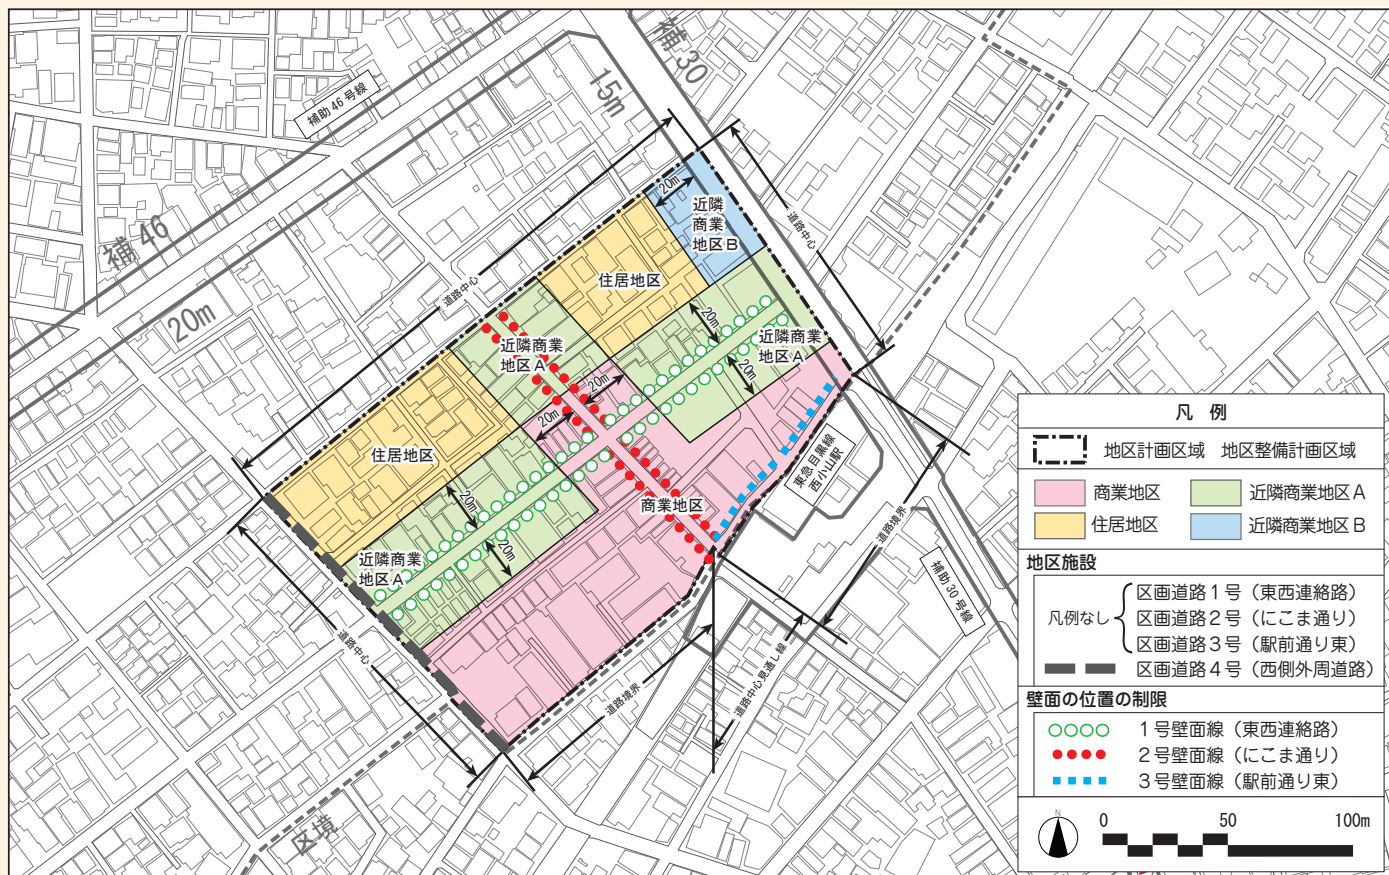 補30
15m
補助46号線
補46
20m
道路中心
道路中心
20m
近隣
商業
地区B
住居地区
20m
近隣商業
地区A
20m
近隣商業
地区A
20m
20m
住居地区
20m
商業地区
東急目黒線
西小山駅
近隣商業
地区A
20m
道路境界
補助30号線
道路中心
道路境界
道路中心見通し線
区境
凡 例
地区計画区域 地区整備計画区域
商業地区
近隣商業地区A
住居地区
近隣商業地区B
地区施設
凡例なし
区画道路1号(東西連絡路)
区画道路2号(にこま通り)
区画道路3号(駅前通り東)
区画道路4号(西側外周道路)
壁面の位置の制限
1号壁面線(東西連絡路)
2号壁面線(にこま通り)
3号壁面線(駅前通り東)
N
0 50 100m